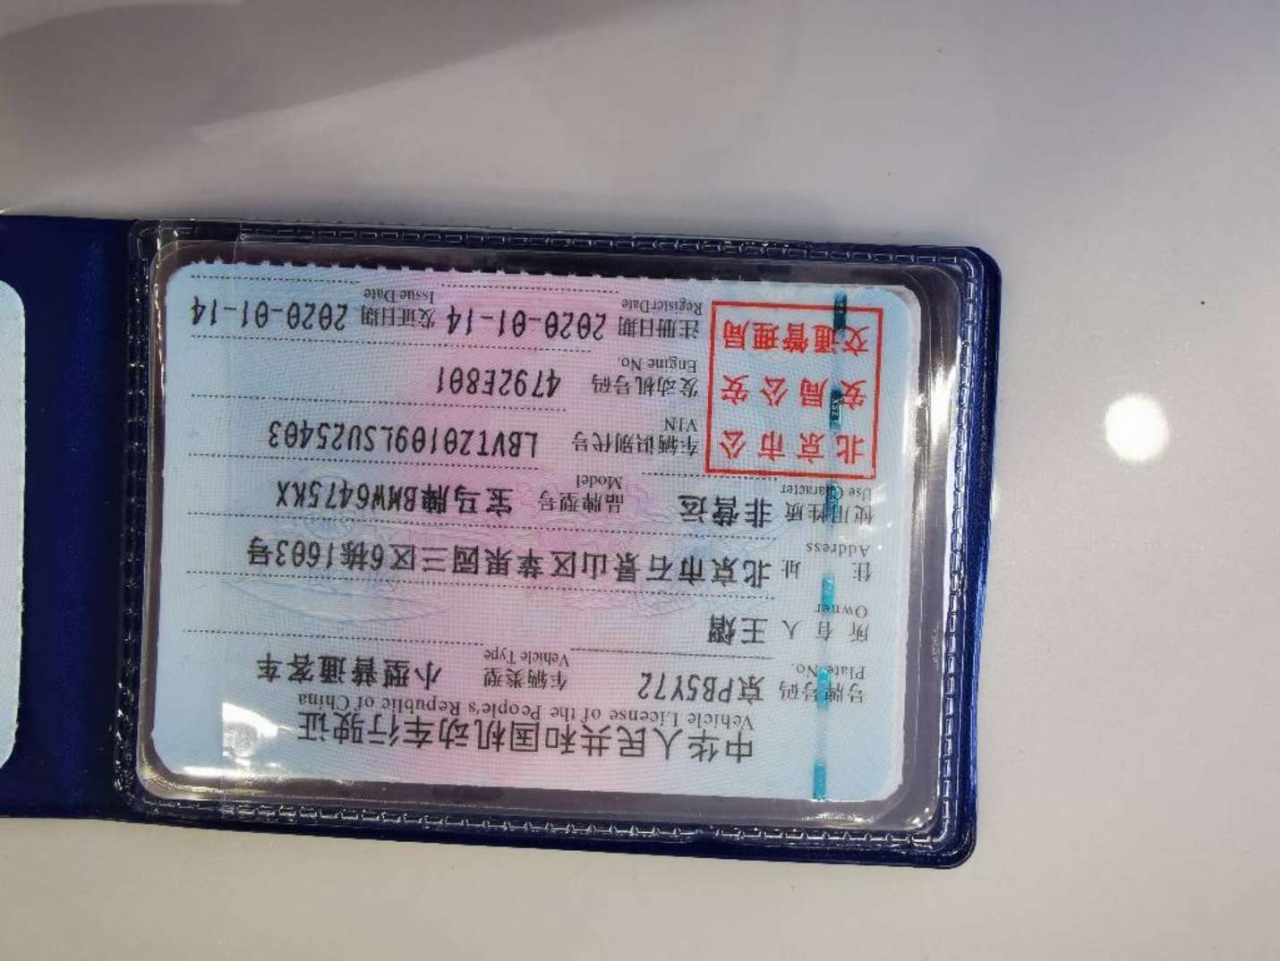 中华人民共和国机动车行驶证
Vehicle License of the People's Republic of China
号牌号码 京PB5Y72 车辆类型 小型普通客车
Plate No. Vehicle Type
所有人 王熠
Owner
住 址 北京市石景山区苹果园三区6栋1603号
Address
使用性质 非营运 品牌型号 宝马牌BMW6475KX
Use Character Model
北京市公
安局公安
交通管理局
车辆识别代号 LBVTZ0109LSU25403
VIN
发动机号码 4792E801
Engine No.
注册日期 2020-01-14 发证日期 2020-01-14
Register Date Issue Date